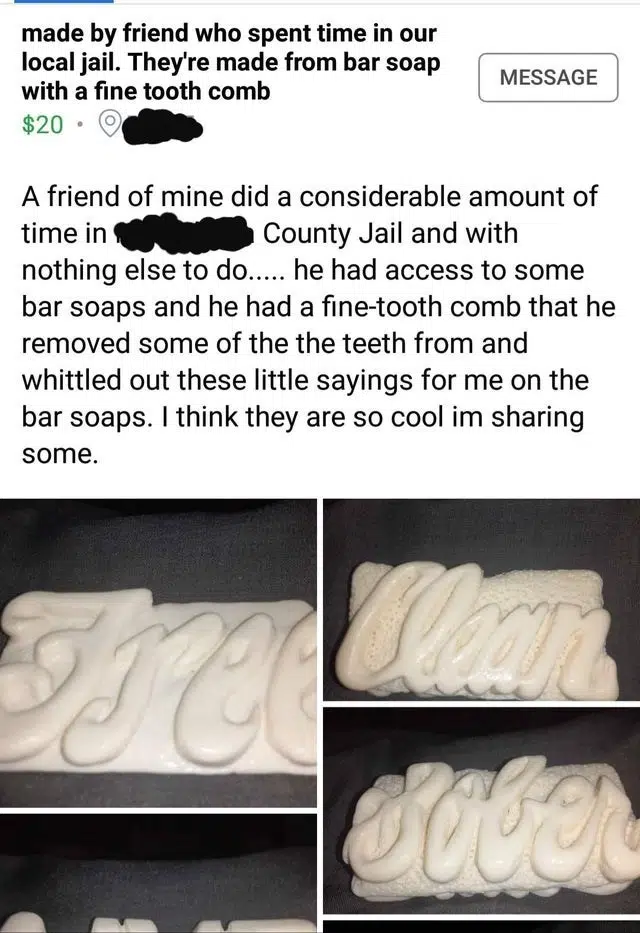 made by friend who spent time in our
local jail. They're made from bar soap
with a fine tooth comb
MESSAGE
$20 ·
A friend of mine did a considerable amount of
time in County Jail and with
nothing else to do..... he had access to some
bar soaps and he had a fine-tooth comb that he
removed some of the the teeth from and
whittled out these little sayings for me on the
bar soaps. I think they are so cool im sharing
some.
Free
Clean
Sober